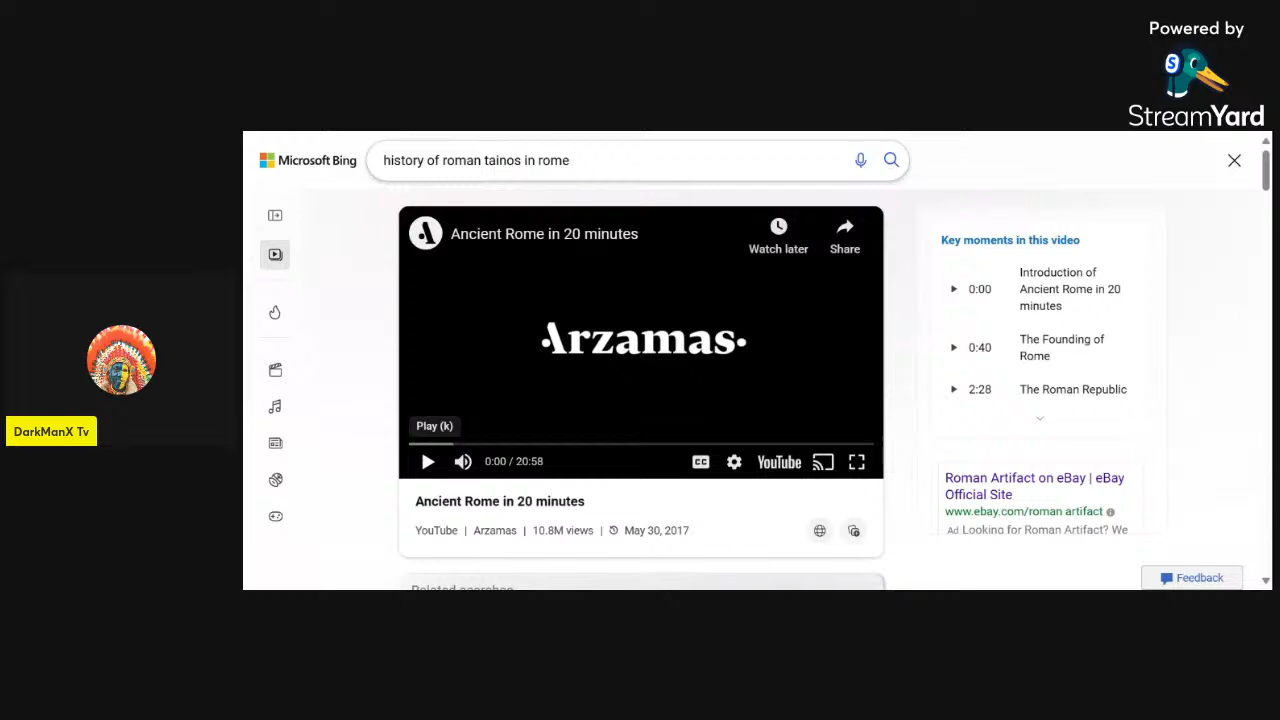 Powered by
S
StreamYard
Microsoft Bing
history of roman tainos in rome
Ancient Rome in 20 minutes
Watch later
Share
Arzamas
Play (k)
0:00 / 20:58
CC
YouTube
Ancient Rome in 20 minutes
YouTube | Arzamas | 10.8M views | May 30, 2017
Related searches
Key moments in this video
0:00
Introduction of
Ancient Rome in 20
minutes
0:40
The Founding of
Rome
2:28
The Roman Republic
Roman Artifact on eBay | eBay
Official Site
www.ebay.com/roman artifact
Ad Looking for Roman Artifact? We
Feedback
DarkManX Tv